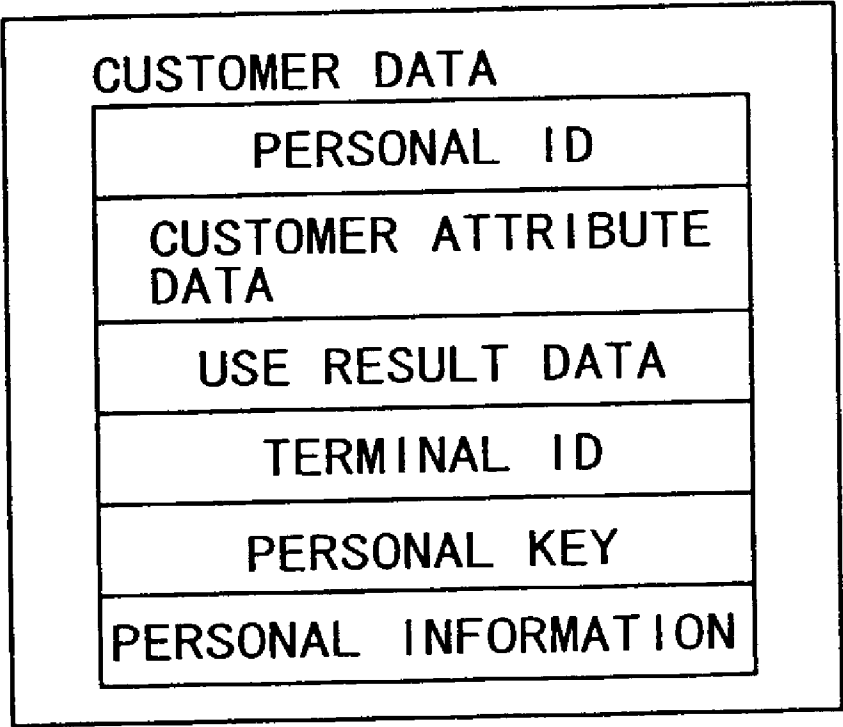 CUSTOMER DATA
PERSONAL ID
CUSTOMER ATTRIBUTE
DATA
USE RESULT DATA
TERMINAL ID
PERSONAL KEY
PERSONAL INFORMATION